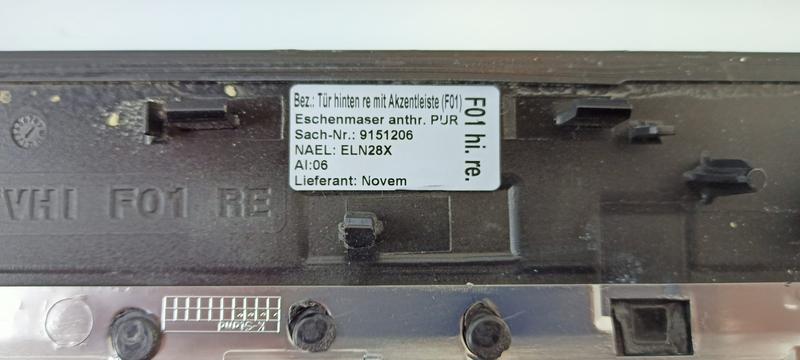 Bez.: Tür hinten re mit Akzentleiste (F01)
Eschenmaser anthr. PUR
Sach-Nr.: 9151206
NAEL: ELN28X
AI:06
Lieferant: Novem
F01 hi. re.
VHI F01 RE
K-Stand